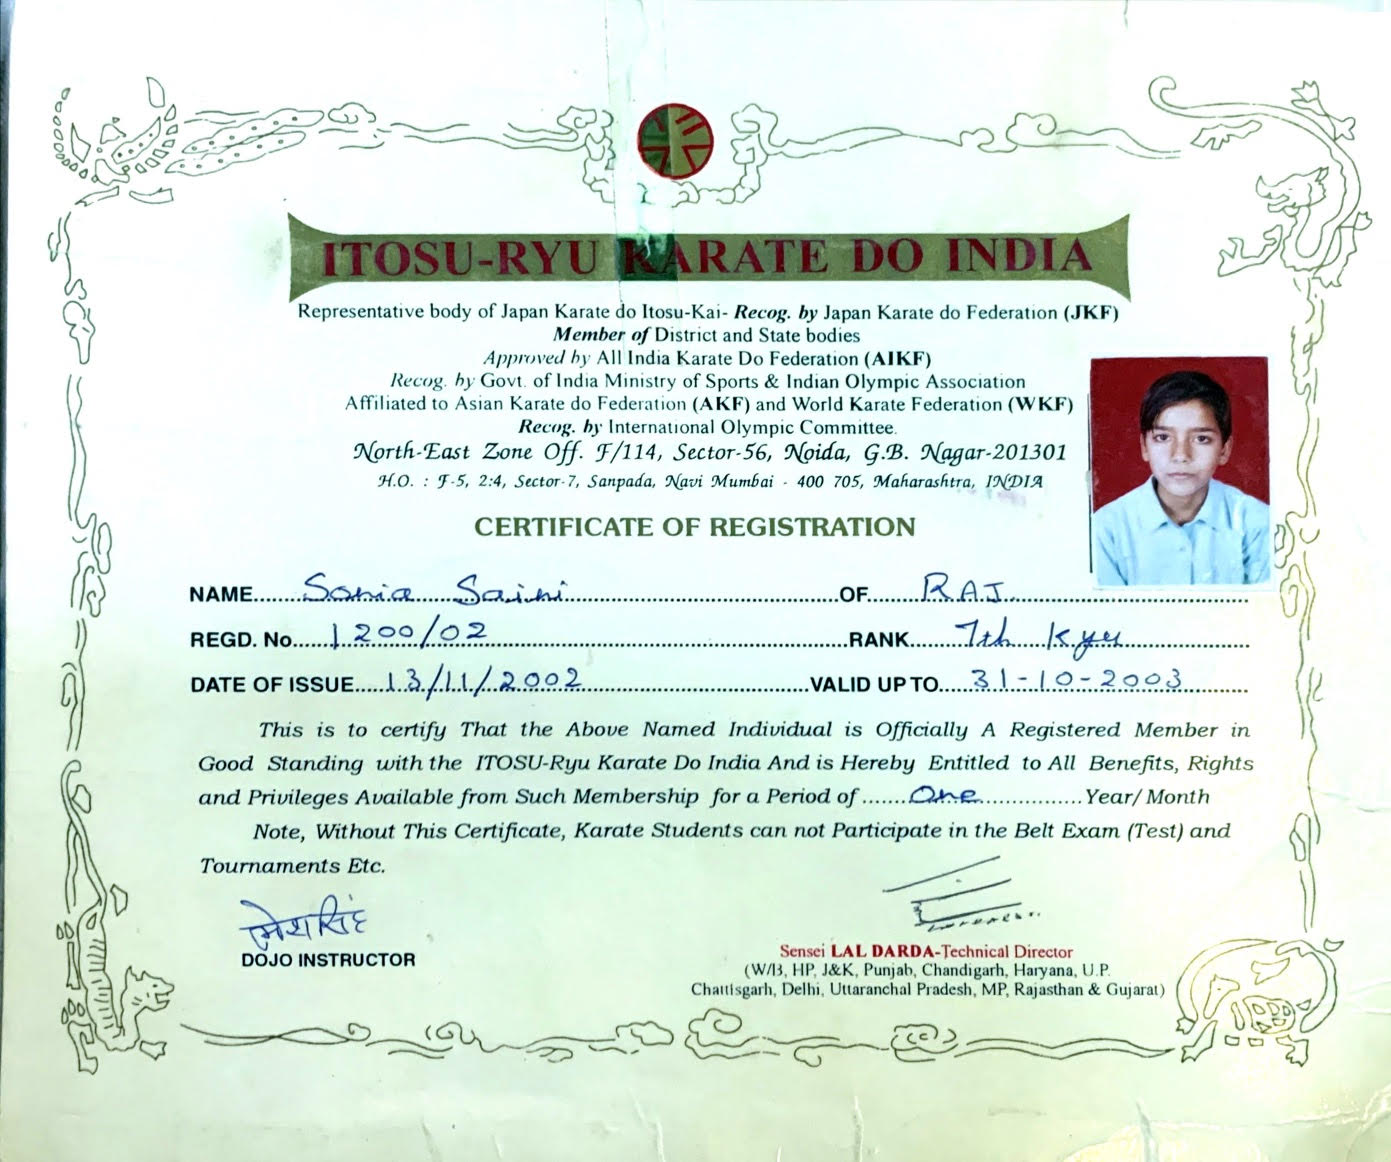 ITOSU-RYU KARATE DO INDIA
Representative body of Japan Karate do Itosu-Kai- Recog. by Japan Karate do Federation (JKF)
Member of District and State bodies
Approved by All India Karate Do Federation (AIKF)
Recog. by Govt. of India Ministry of Sports & Indian Olympic Association
Affiliated to Asian Karate do Federation (AKF) and World Karate Federation (WKF)
Recog. by International Olympic Committee.
North-East Zone Off. F/114, Sector-56, Noida, G.B. Nagar-201301
H.O. : F-5, 2:4, Sector-7, Sanpada, Navi Mumbai - 400 705, Maharashtra, INDIA
CERTIFICATE OF REGISTRATION
NAME Sonia Saini OF RAJ.
REGD. No. 1200/02 RANK 7th Kyu
DATE OF ISSUE 13/11/2002 VALID UP TO 31-10-2003
This is to certify That the Above Named Individual is Officially A Registered Member in
Good Standing with the ITOSU-Ryu Karate Do India And is Hereby Entitled to All Benefits, Rights
and Privileges Available from Such Membership for a Period of One Year/ Month
Note, Without This Certificate, Karate Students can not Participate in the Belt Exam (Test) and
Tournaments Etc.
DOJO INSTRUCTOR
Sensei LAL DARDA-Technical Director
(W/B, HP, J&K, Punjab, Chandigarh, Haryana, U.P.
Chattisgarh, Delhi, Uttaranchal Pradesh, MP, Rajasthan & Gujarat)